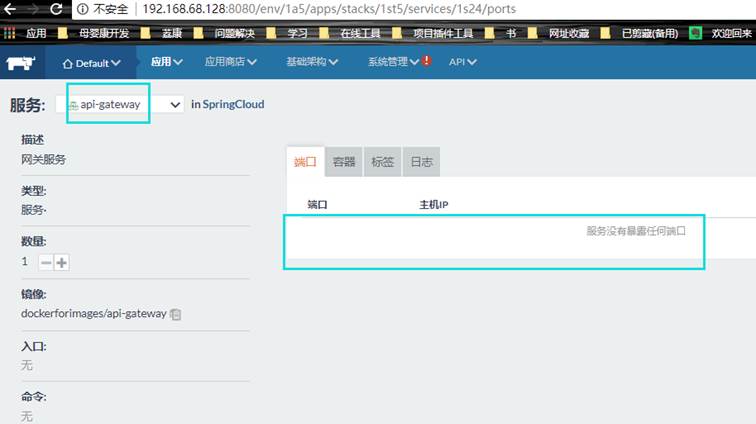 不安全 192.168.68.128:8080/env/1a5/apps/stacks/1st5/services/1s24/ports
应用 母婴康开发 蓝康 问题解决 学习 在线工具 项目插件工具 书 网址收藏 已剪藏(备用) 欢迎回来
Default 应用 应用商店 基础架构 系统管理 API
服务: api-gateway in SpringCloud
描述
网关服务
端口 容器 标签 日志
类型:
服务
端口 主机IP
服务没有暴露任何端口
数量:
1
镜像:
dockerforimages/api-gateway
入口:
无
命令:
无